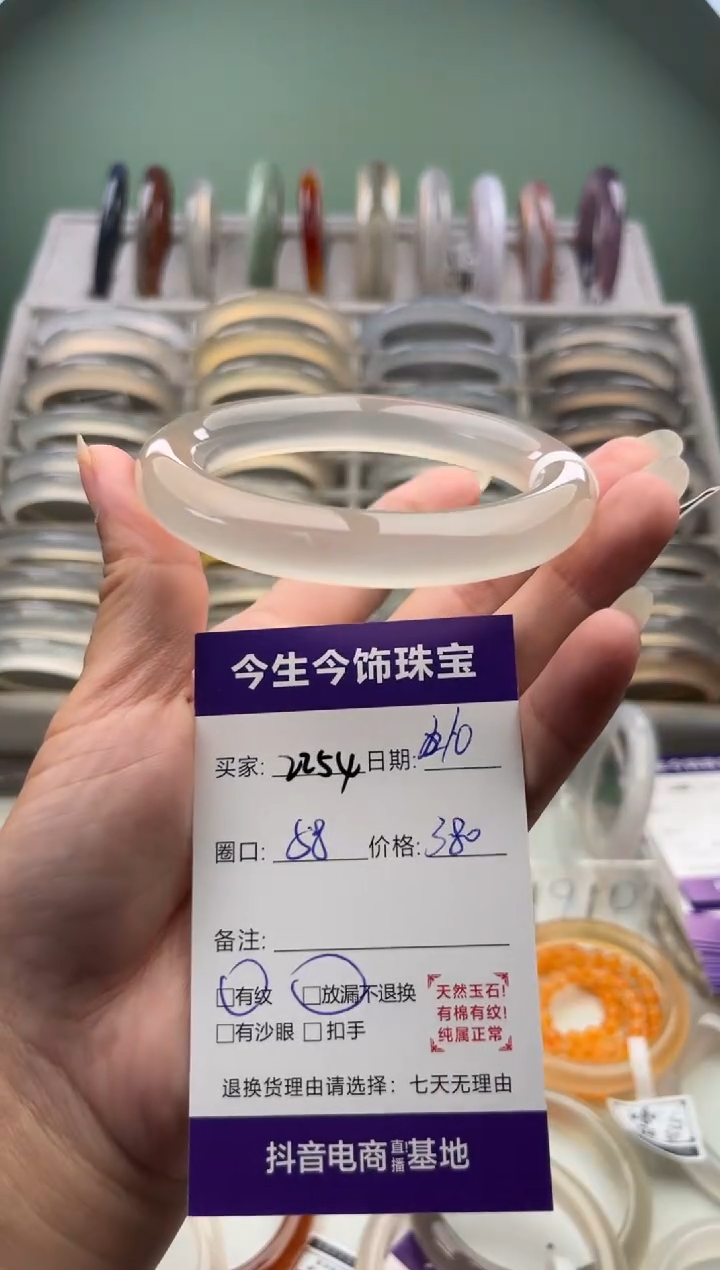 今生今饰珠宝
买家: 2254 日期:
圈口: 58 价格: 380
备注:
□有纹 □放漏不退换
□有沙眼 □扣手
天然玉石!
有棉有纹!
纯属正常
退换货理由请选择：七天无理由
抖音电商直播基地